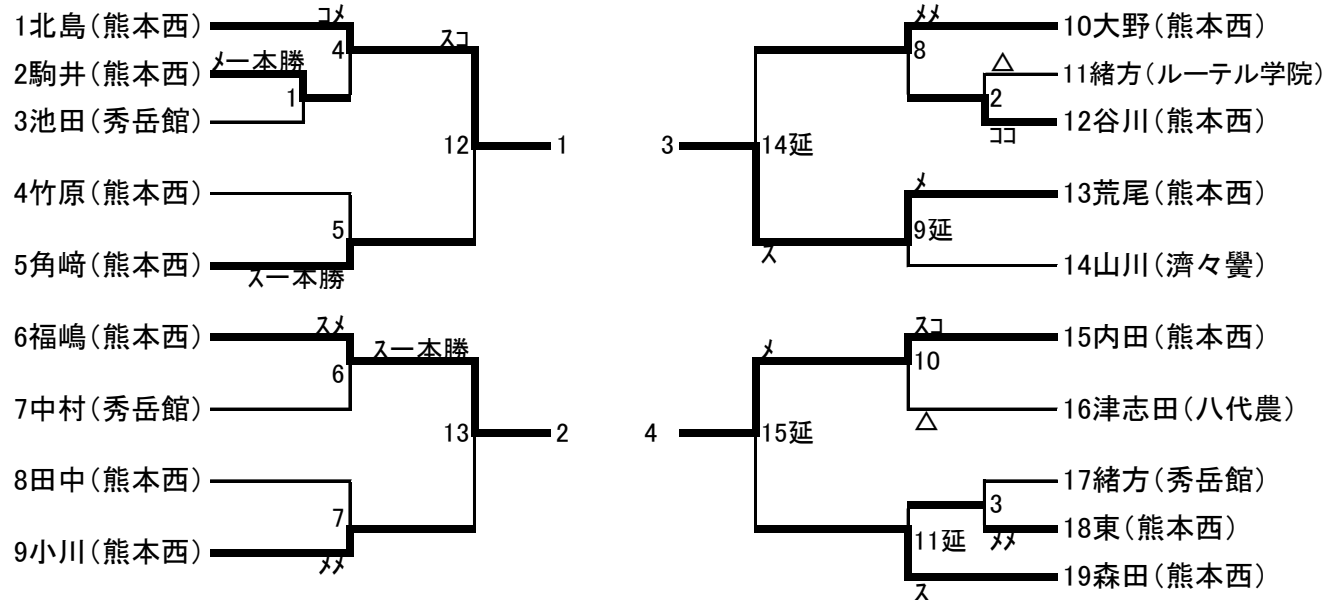 1北島(熊本西)
コメ
4
スコ
2駒井(熊本西)
メ一本勝
1
3池田(秀岳館)
12
1
4竹原(熊本西)
5
5角﨑(熊本西)
ス一本勝
6福嶋(熊本西)
スメ
ス一本勝
6
7中村(秀岳館)
13
2
8田中(熊本西)
7
9小川(熊本西)
メメ
メメ
10大野(熊本西)
8
△
11緒方(ルーテル学院)
2
12谷川(熊本西)
ココ
3
14延
メ
13荒尾(熊本西)
9延
ス
14山川(濟々黌)
スコ
15内田(熊本西)
メ
10
16津志田(八代農)
△
4
15延
17緒方(秀岳館)
3
18東(熊本西)
メメ
11延
19森田(熊本西)
ス